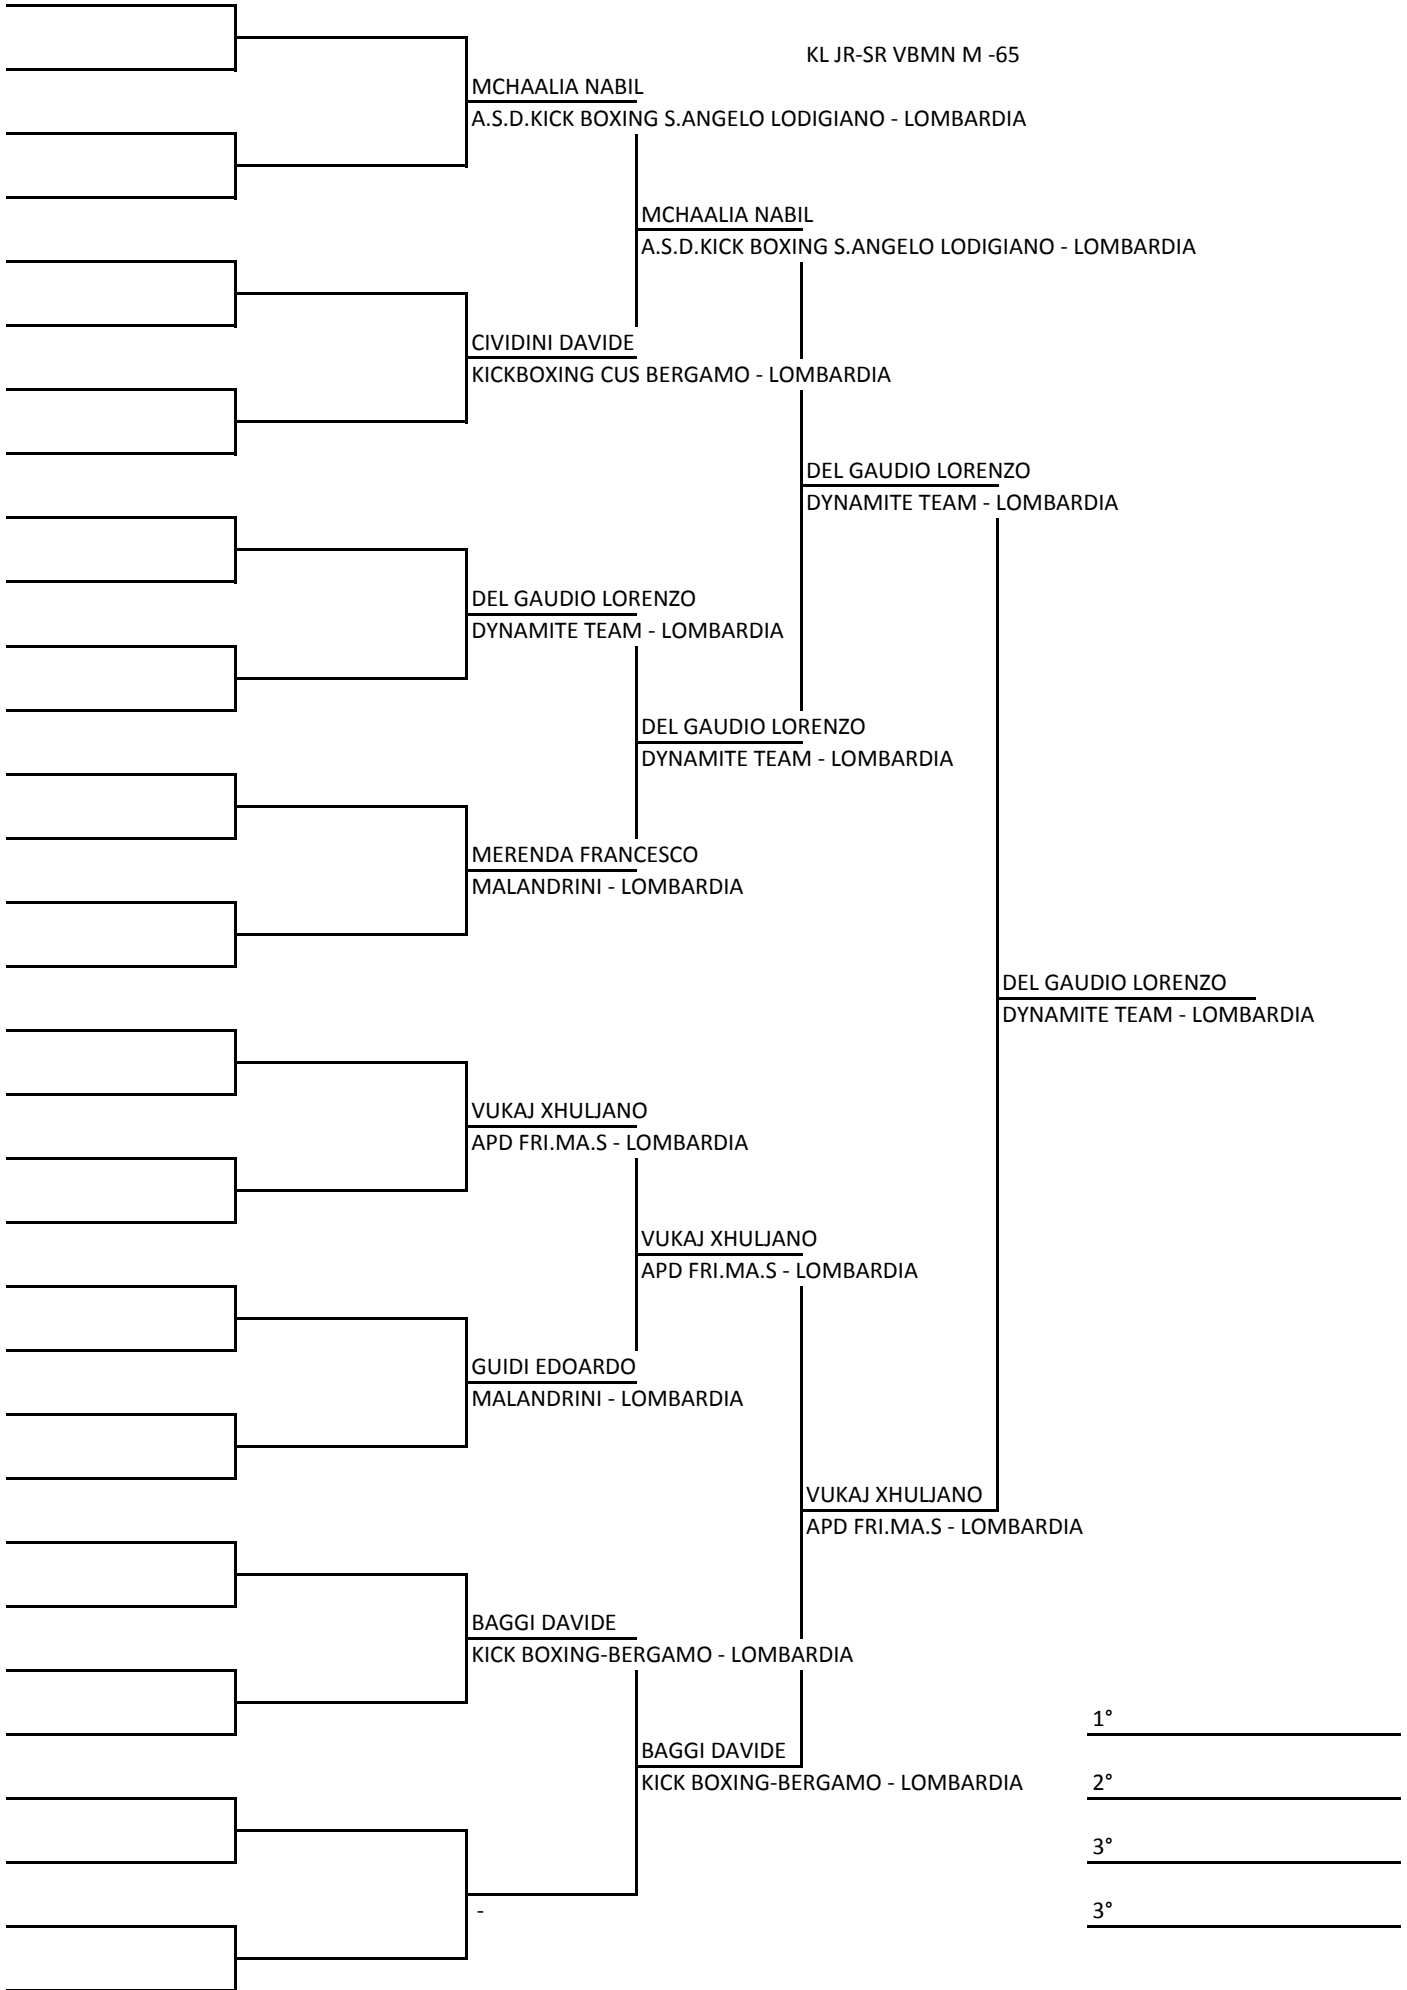 KL JR-SR VBMN M -65
MCHAALIA NABIL
A.S.D.KICK BOXING S.ANGELO LODIGIANO - LOMBARDIA
MCHAALIA NABIL
A.S.D.KICK BOXING S.ANGELO LODIGIANO - LOMBARDIA
CIVIDINI DAVIDE
KICKBOXING CUS BERGAMO - LOMBARDIA
DEL GAUDIO LORENZO
DYNAMITE TEAM - LOMBARDIA
DEL GAUDIO LORENZO
DYNAMITE TEAM - LOMBARDIA
DEL GAUDIO LORENZO
DYNAMITE TEAM - LOMBARDIA
MERENDA FRANCESCO
MALANDRINI - LOMBARDIA
DEL GAUDIO LORENZO
DYNAMITE TEAM - LOMBARDIA
VUKAJ XHULJANO
APD FRI.MA.S - LOMBARDIA
VUKAJ XHULJANO
APD FRI.MA.S - LOMBARDIA
GUIDI EDOARDO
MALANDRINI - LOMBARDIA
VUKAJ XHULJANO
APD FRI.MA.S - LOMBARDIA
BAGGI DAVIDE
KICK BOXING-BERGAMO - LOMBARDIA
1°
BAGGI DAVIDE
KICK BOXING-BERGAMO - LOMBARDIA
2°
3°
-
3°